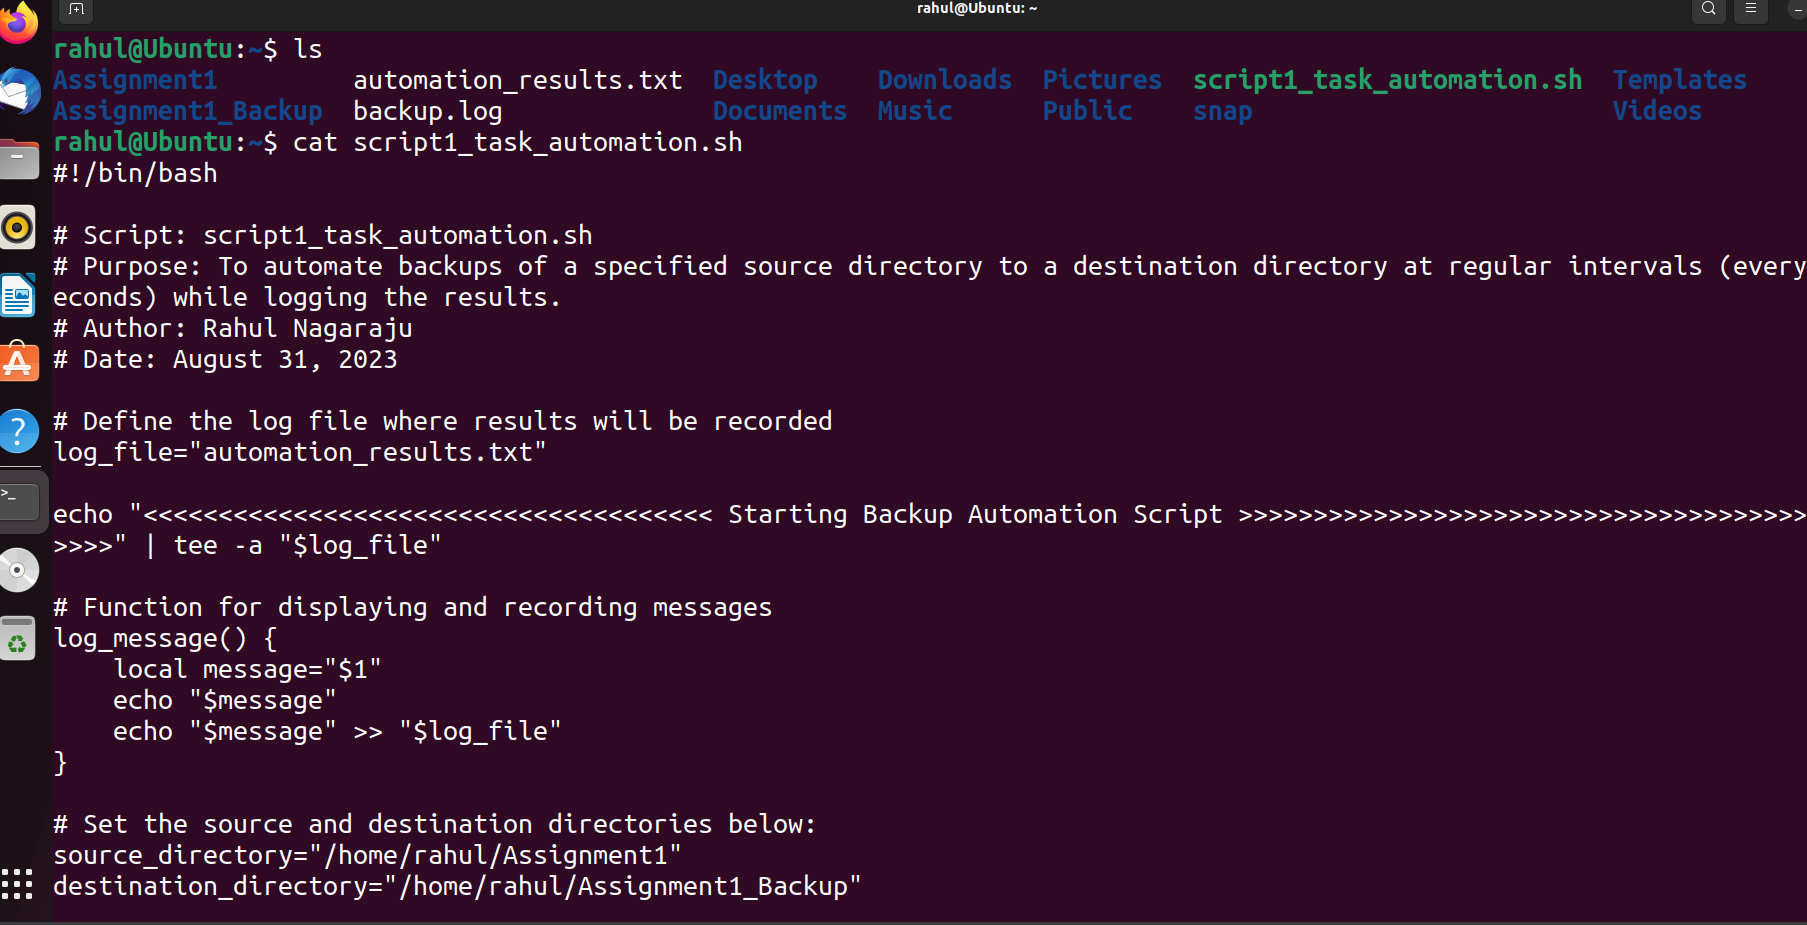 rahul@Ubuntu: ~
rahul@Ubuntu:~$ ls
Assignment1 automation_results.txt Desktop Downloads Pictures script1_task_automation.sh Templates
Assignment1_Backup backup.log Documents Music Public snap Videos
rahul@Ubuntu:~$ cat script1_task_automation.sh
#!/bin/bash
# Script: script1_task_automation.sh
# Purpose: To automate backups of a specified source directory to a destination directory at regular intervals (every
econds) while logging the results.
# Author: Rahul Nagaraju
# Date: August 31, 2023
# Define the log file where results will be recorded
log_file="automation_results.txt"
echo "<<<<<<<<<<<<<<<<<<<<<<<<<<<<<<<<<<<<<< Starting Backup Automation Script >>>>>>>>>>>>>>>>>>>>>>>>>>>>>>>>>>>>>>
>>>>" | tee -a "$log_file"
# Function for displaying and recording messages
log_message() {
    local message="$1"
    echo "$message"
    echo "$message" >> "$log_file"
}
# Set the source and destination directories below:
source_directory="/home/rahul/Assignment1"
destination_directory="/home/rahul/Assignment1_Backup"